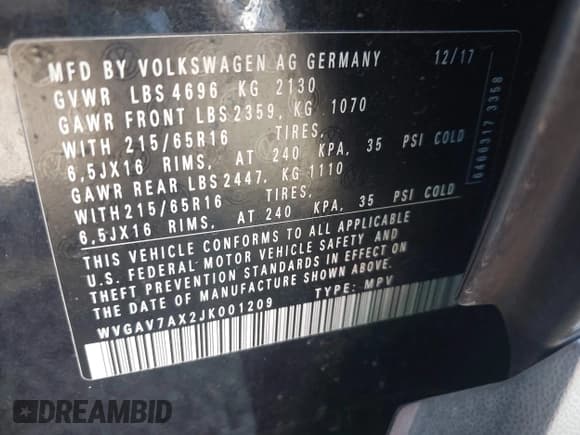 MFD BY VOLKSWAGEN AG GERMANY 12/17
GVWR LBS 4696 KG 2130
GAWR FRONT LBS 2359, KG 1070
WITH 215/65R16 TIRES,
6,5JX16 RIMS, AT 240 KPA, 35 PSI COLD
GAWR REAR LBS 2447. KG 1110
WITH 215/65R16 TIRES,
6,5JX16 RIMS, AT 240 KPA, 35 PSI COLD
THIS VEHICLE CONFORMS TO ALL APPLICABLE
U.S. FEDERAL MOTOR VEHICLE SAFETY AND
THEFT PREVENTION STANDARDS IN EFFECT ON
THE DATE OF MANUFACTURE SHOWN ABOVE.
WVGAV7AX2JK001209 TYPE: MPV
DREAMBID